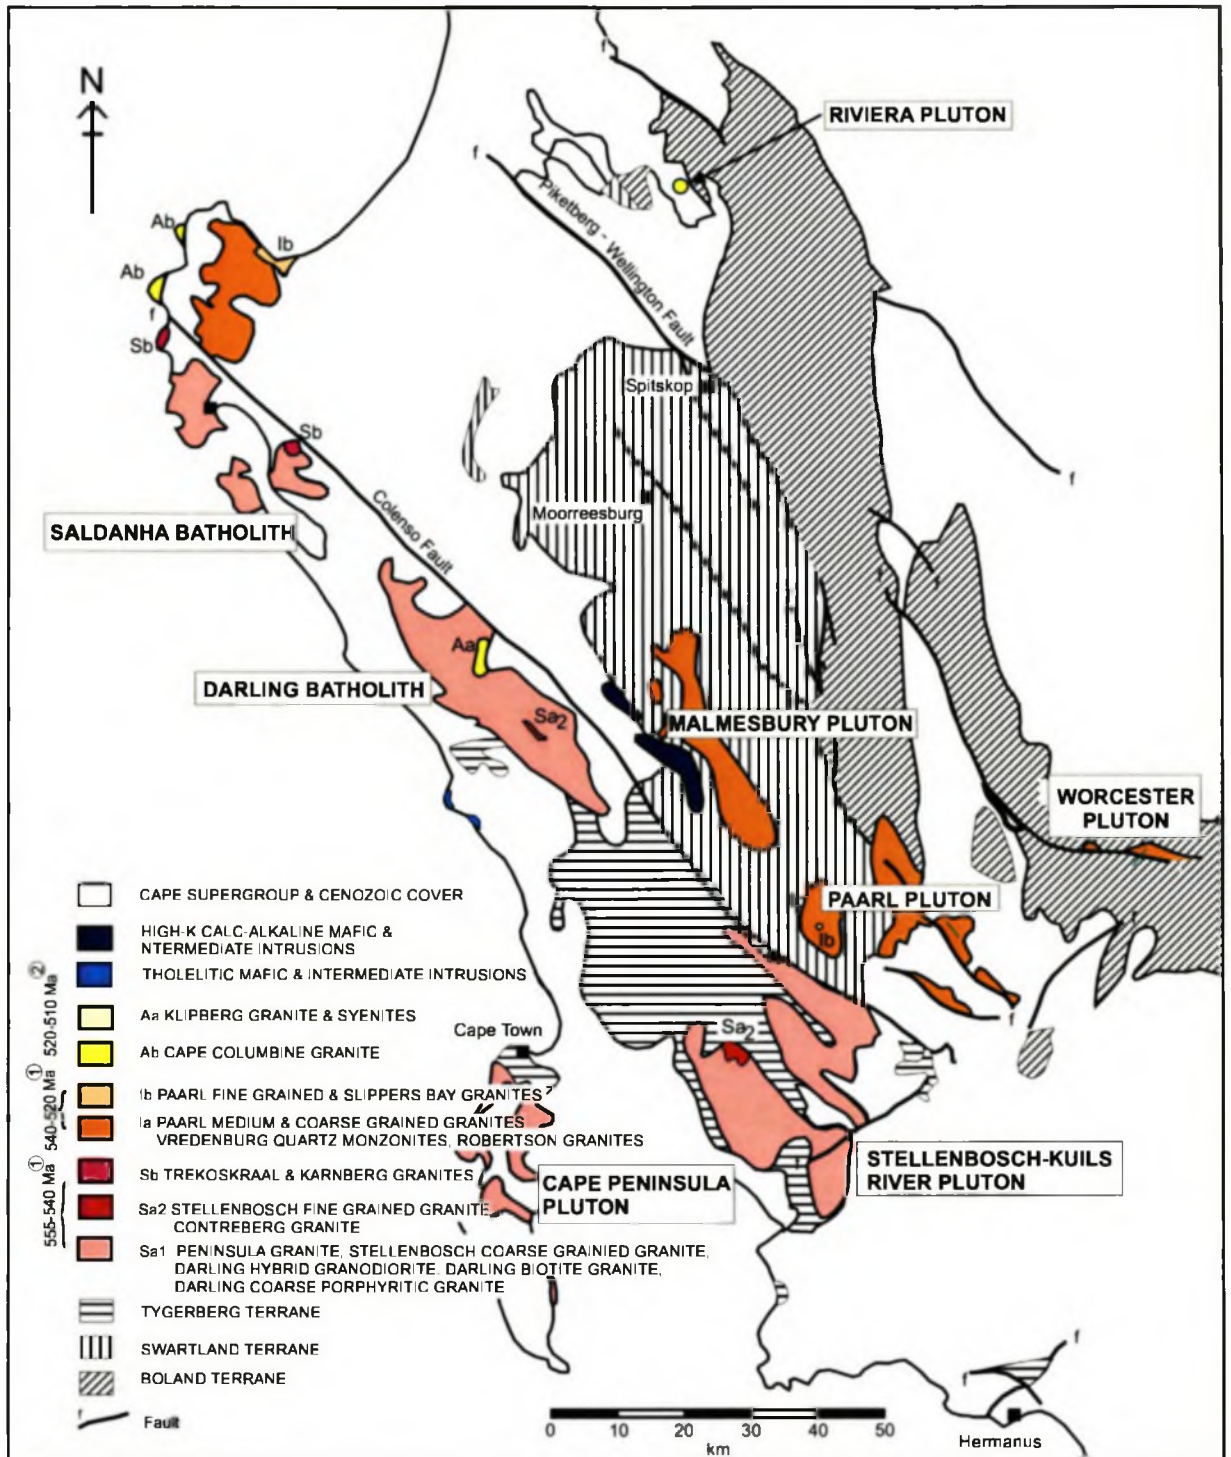 N
f
RIVIERA PLUTON
f
Piketberg - Wellington Fault
Ab
Ib
Ab
f
Sb
Spitskop
Sb
f
Moorreesburg
Colenso Fault
SALDANHA BATHOLITH
f
f
Aa
DARLING BATHOLITH
Sa2
MALMESBURY PLUTON
WORCESTER
PLUTON
PAARL PLUTON
Ib
f
Cape Town
Sa2
STELLENBOSCH-KUILS
RIVER PLUTON
CAPE PENINSULA
PLUTON
CAPE SUPERGROUP & CENOZOIC COVER
HIGH-K CALC-ALKALINE MAFIC &
NTERMEDIATE INTRUSIONS
THOLELITIC MAFIC & INTERMEDIATE INTRUSIONS
520-510 Ma ②
Aa KLIPBERG GRANITE & SYENITES
Ab CAPE COLUMBINE GRANITE
540-520 Ma ①
Ib PAARL FINE GRAINED & SLIPPERS BAY GRANITES ?
Ia PAARL MEDIUM & COARSE GRAINED GRANITES
VREDENBURG QUARTZ MONZONITES, ROBERTSON GRANITES
555-540 Ma ①
Sb TREKOSKRAAL & KARNBERG GRANITES
Sa2 STELLENBOSCH FINE GRAINED GRANITE
CONTREBERG GRANITE
Sa1 PENINSULA GRANITE, STELLENBOSCH COARSE GRAINIED GRANITE,
DARLING HYBRID GRANODIORITE. DARLING BIOTITE GRANITE,
DARLING COARSE PORPHYRITIC GRANITE
TYGERBERG TERRANE
SWARTLAND TERRANE
BOLAND TERRANE
f Fault
0 10 20 30 40 50
km
f
f
Hermanus